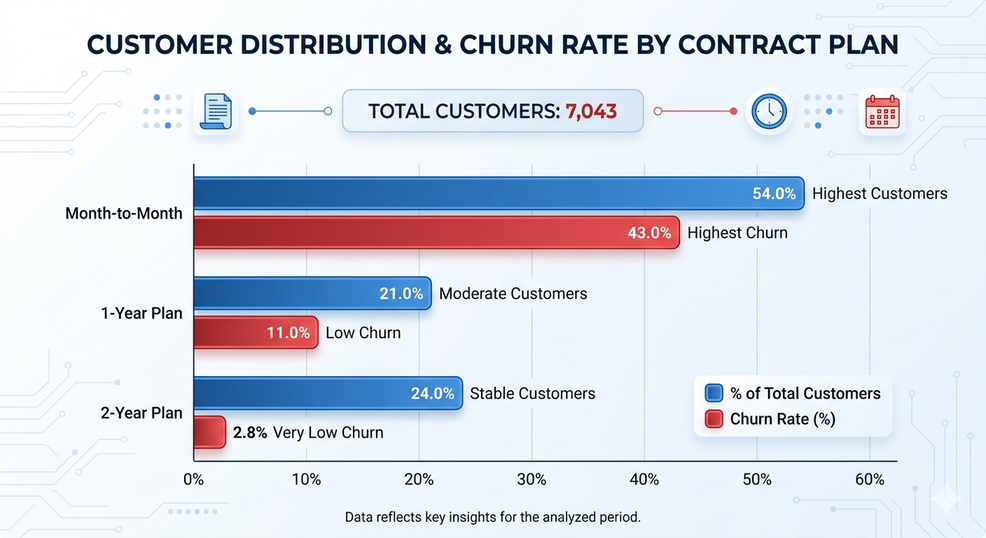 CUSTOMER DISTRIBUTION & CHURN RATE BY CONTRACT PLAN
TOTAL CUSTOMERS: 7,043
Month-to-Month
54.0% Highest Customers
43.0% Highest Churn
1-Year Plan
21.0% Moderate Customers
11.0% Low Churn
2-Year Plan
24.0% Stable Customers
2.8% Very Low Churn
% of Total Customers
Churn Rate (%)
0% 10% 20% 30% 40% 50% 60%
Data reflects key insights for the analyzed period.